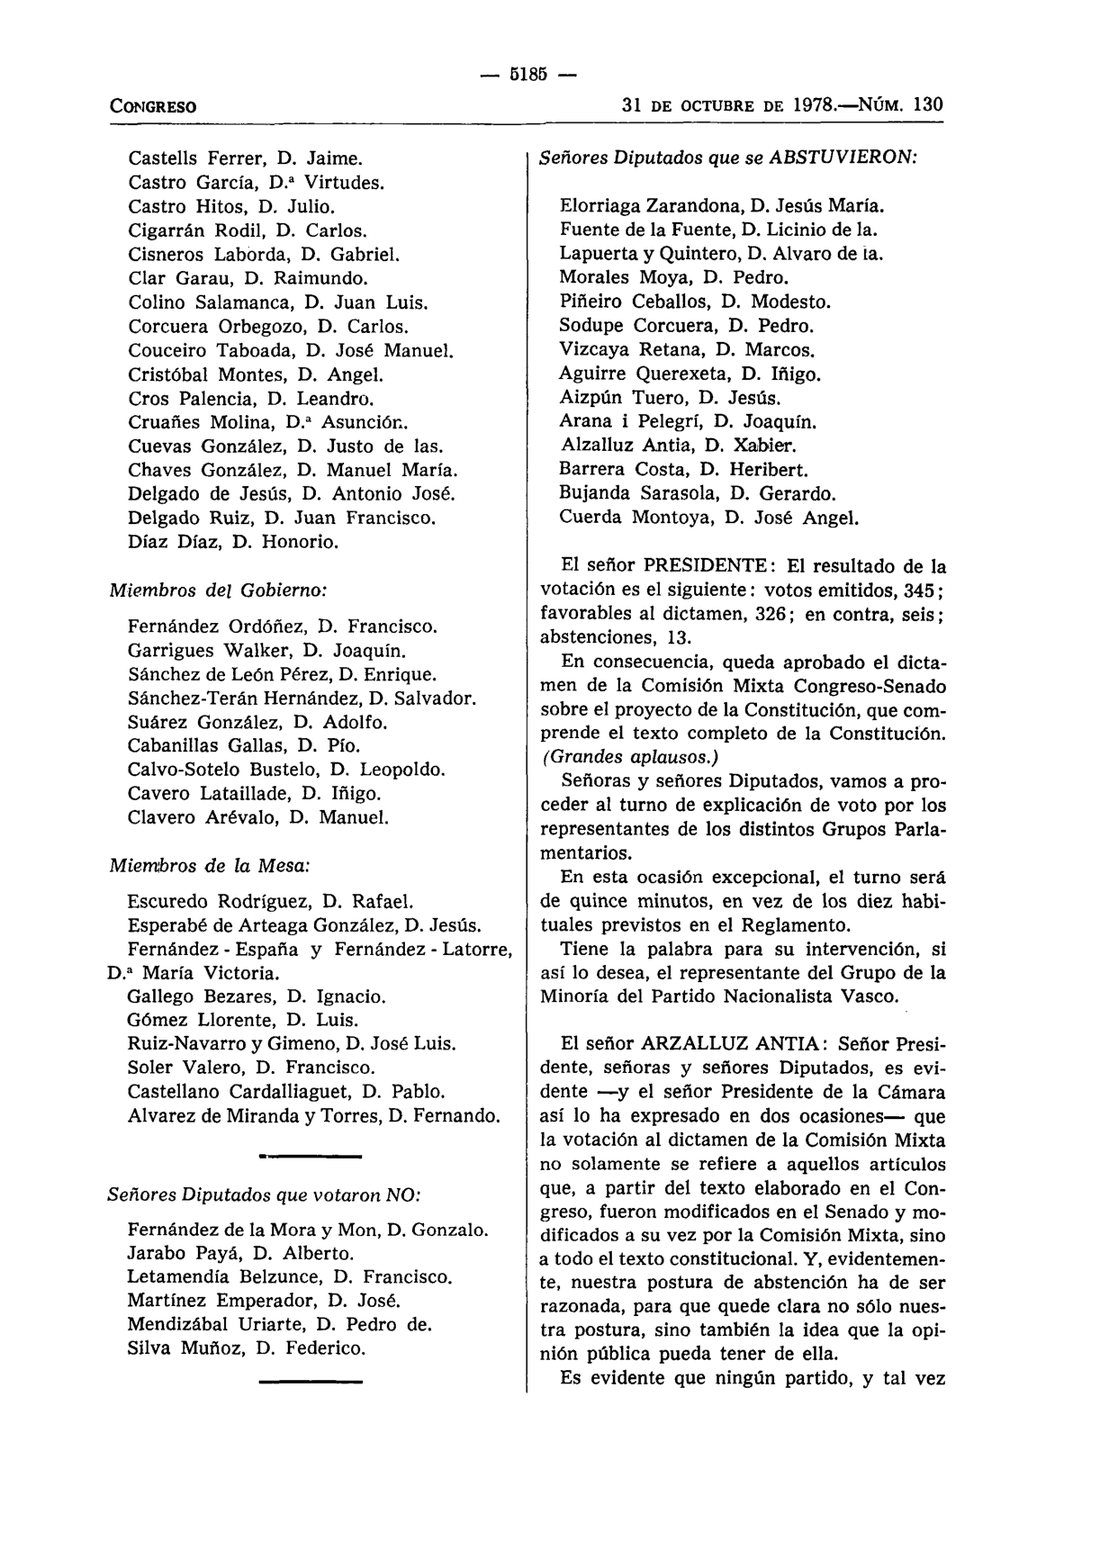 — 5185 —
CONGRESO 31 DE OCTUBRE DE 1978.—NÚM. 130
Castells Ferrer, D. Jaime.
Castro García, D.ª Virtudes.
Castro Hitos, D. Julio.
Cigarrán Rodil, D. Carlos.
Cisneros Laborda, D. Gabriel.
Clar Garau, D. Raimundo.
Colino Salamanca, D. Juan Luis.
Corcuera Orbegozo, D. Carlos.
Couceiro Taboada, D. José Manuel.
Cristóbal Montes, D. Angel.
Cros Palencia, D. Leandro.
Cruañes Molina, D.ª Asunción.
Cuevas González, D. Justo de las.
Chaves González, D. Manuel María.
Delgado de Jesús, D. Antonio José.
Delgado Ruiz, D. Juan Francisco.
Díaz Díaz, D. Honorio.
Miembros del Gobierno:
Fernández Ordóñez, D. Francisco.
Garrigues Walker, D. Joaquín.
Sánchez de León Pérez, D. Enrique.
Sánchez-Terán Hernández, D. Salvador.
Suárez González, D. Adolfo.
Cabanillas Gallas, D. Pío.
Calvo-Sotelo Bustelo, D. Leopoldo.
Cavero Lataillade, D. Iñigo.
Clavero Arévalo, D. Manuel.
Miembros de la Mesa:
Escuredo Rodríguez, D. Rafael.
Esperabé de Arteaga González, D. Jesús.
Fernández - España y Fernández - Latorre,
D.ª María Victoria.
Gallego Bezares, D. Ignacio.
Gómez Llorente, D. Luis.
Ruiz-Navarro y Gimeno, D. José Luis.
Soler Valero, D. Francisco.
Castellano Cardalliaguet, D. Pablo.
Alvarez de Miranda y Torres, D. Fernando.
Señores Diputados que votaron NO:
Fernández de la Mora y Mon, D. Gonzalo.
Jarabo Payá, D. Alberto.
Letamendía Belzunce, D. Francisco.
Martínez Emperador, D. José.
Mendizábal Uriarte, D. Pedro de.
Silva Muñoz, D. Federico.
Señores Diputados que se ABSTUVIERON:
Elorriaga Zarandona, D. Jesús María.
Fuente de la Fuente, D. Licinio de la.
Lapuerta y Quintero, D. Alvaro de la.
Morales Moya, D. Pedro.
Piñeiro Ceballos, D. Modesto.
Sodupe Corcuera, D. Pedro.
Vizcaya Retana, D. Marcos.
Aguirre Querexeta, D. Iñigo.
Aizpún Tuero, D. Jesús.
Arana i Pelegrí, D. Joaquín.
Alzalluz Antia, D. Xabier.
Barrera Costa, D. Heribert.
Bujanda Sarasola, D. Gerardo.
Cuerda Montoya, D. José Angel.
El señor PRESIDENTE: El resultado de la
votación es el siguiente: votos emitidos, 345;
favorables al dictamen, 326; en contra, seis;
abstenciones, 13.
En consecuencia, queda aprobado el dicta-
men de la Comisión Mixta Congreso-Senado
sobre el proyecto de la Constitución, que com-
prende el texto completo de la Constitución.
(Grandes aplausos.)
Señoras y señores Diputados, vamos a pro-
ceder al turno de explicación de voto por los
representantes de los distintos Grupos Parla-
mentarios.
En esta ocasión excepcional, el turno será
de quince minutos, en vez de los diez habi-
tuales previstos en el Reglamento.
Tiene la palabra para su intervención, si
así lo desea, el representante del Grupo de la
Minoría del Partido Nacionalista Vasco.
El señor ARZALLUZ ANTIA: Señor Presi-
dente, señoras y señores Diputados, es evi-
dente —y el señor Presidente de la Cámara
así lo ha expresado en dos ocasiones— que
la votación al dictamen de la Comisión Mixta
no solamente se refiere a aquellos artículos
que, a partir del texto elaborado en el Con-
greso, fueron modificados en el Senado y mo-
dificados a su vez por la Comisión Mixta, sino
a todo el texto constitucional. Y, evidentemen-
te, nuestra postura de abstención ha de ser
razonada, para que quede clara no sólo nues-
tra postura, sino también la idea que la opi-
nión pública pueda tener de ella.
Es evidente que ningún partido, y tal vez